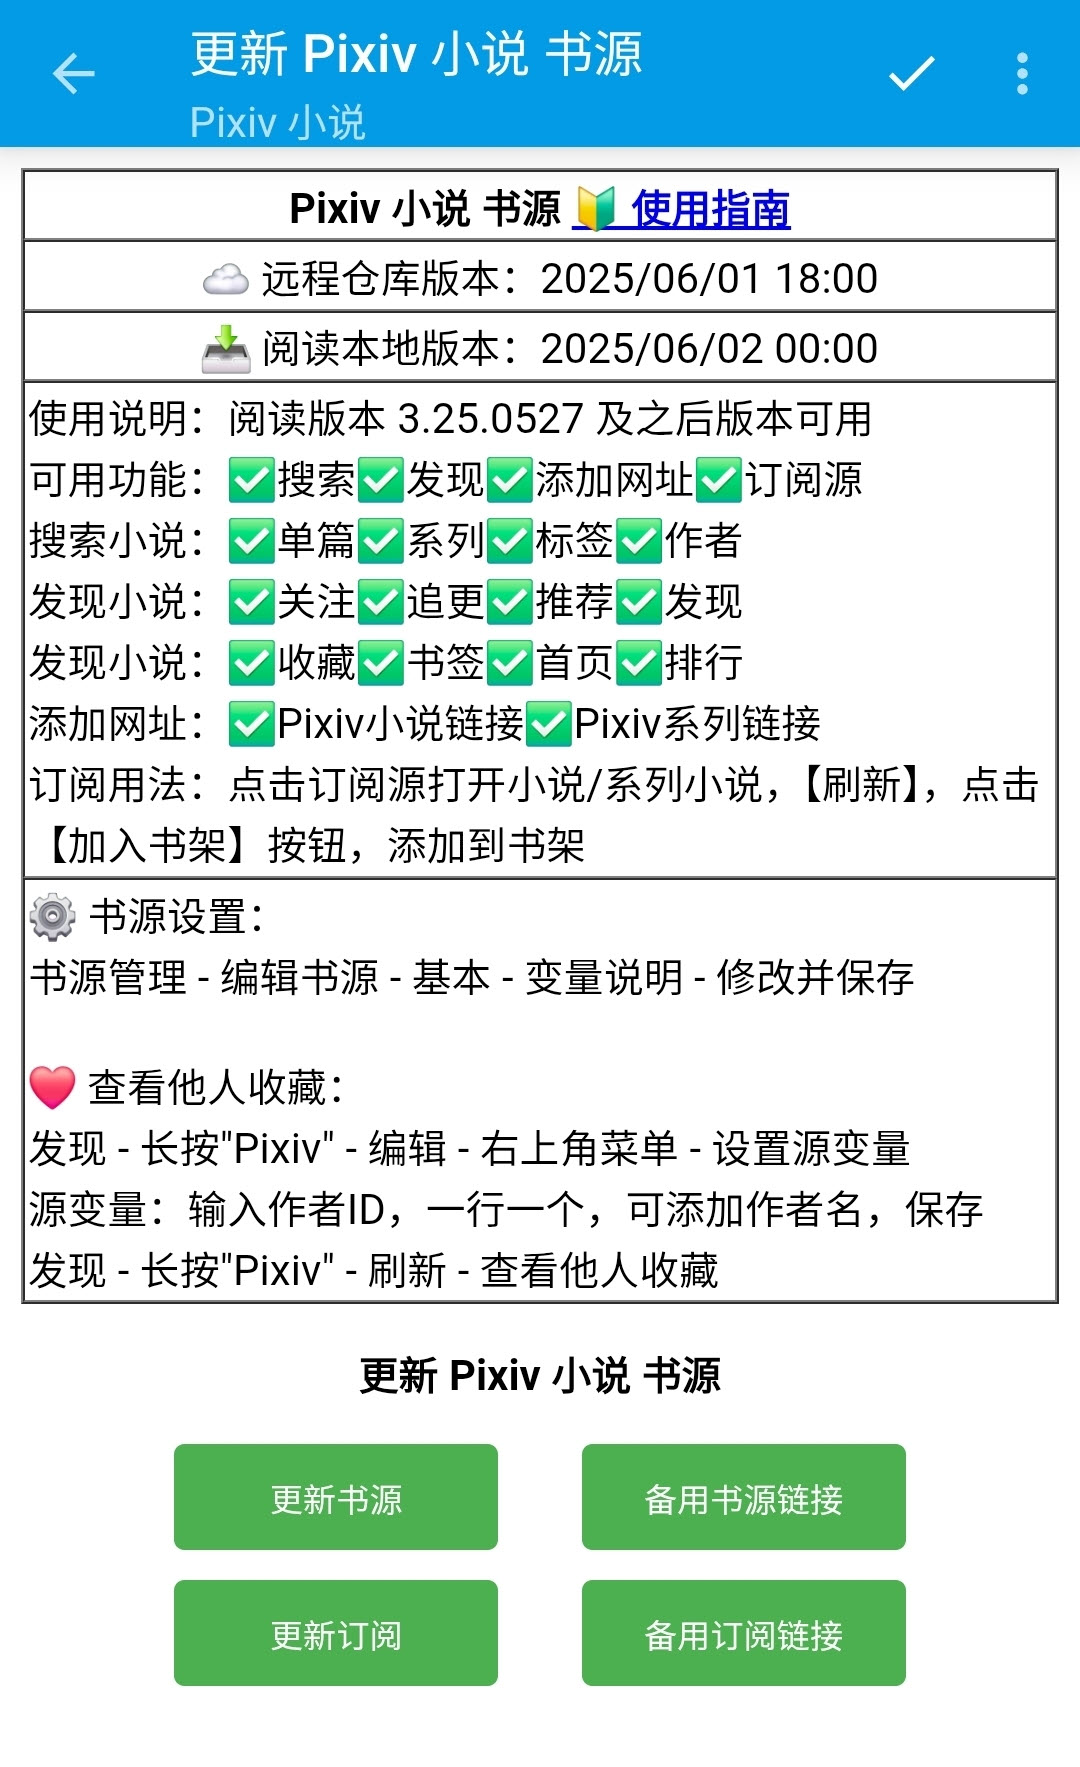 更新 Pixiv 小说 书源
Pixiv 小说
Pixiv 小说 书源 🔰 使用指南
☁️ 远程仓库版本：2025/06/01 18:00
📥 阅读本地版本：2025/06/02 00:00
使用说明：阅读版本 3.25.0527 及之后版本可用
可用功能：✅搜索✅发现✅添加网址✅订阅源
搜索小说：✅单篇✅系列✅标签✅作者
发现小说：✅关注✅追更✅推荐✅发现
发现小说：✅收藏✅书签✅首页✅排行
添加网址：✅Pixiv小说链接✅Pixiv系列链接
订阅用法：点击订阅源打开小说/系列小说，【刷新】，点击
【加入书架】按钮，添加到书架
⚙️ 书源设置：
书源管理 - 编辑书源 - 基本 - 变量说明 - 修改并保存
❤️ 查看他人收藏：
发现 - 长按"Pixiv" - 编辑 - 右上角菜单 - 设置源变量
源变量：输入作者ID，一行一个，可添加作者名，保存
发现 - 长按"Pixiv" - 刷新 - 查看他人收藏
更新 Pixiv 小说 书源
更新书源
备用书源链接
更新订阅
备用订阅链接